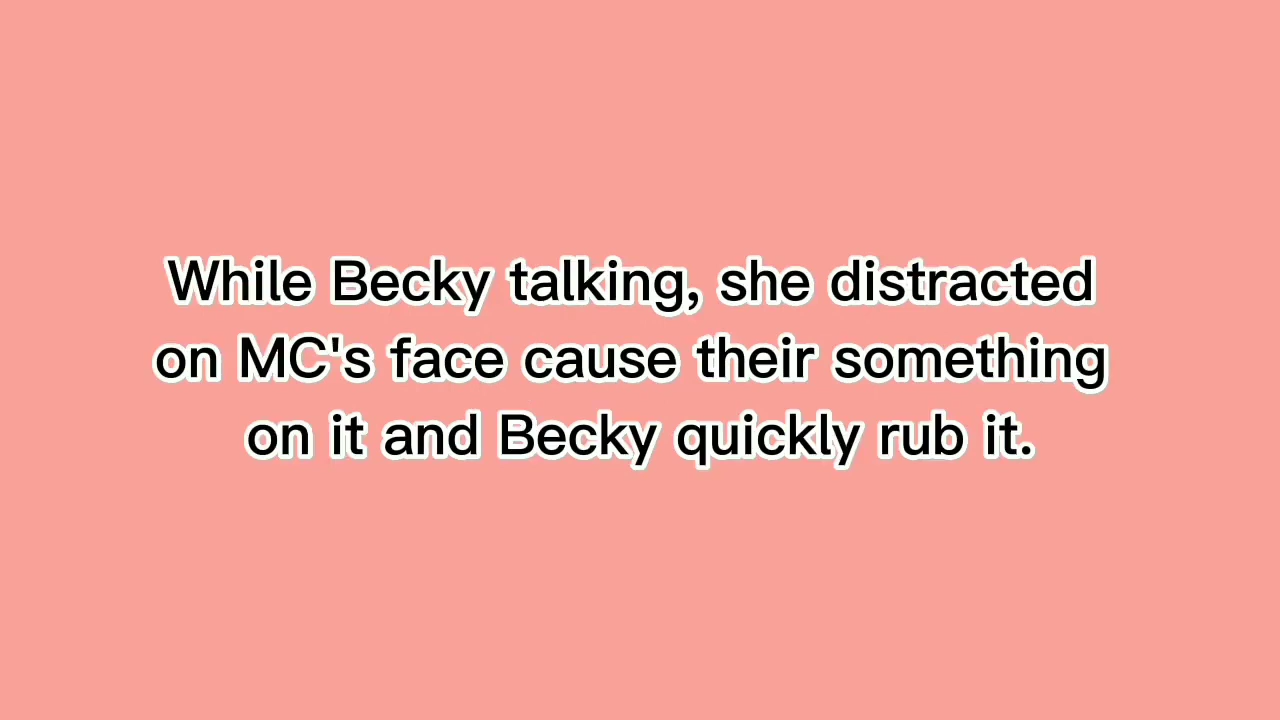 While Becky talking, she distracted
on MC's face cause their something
on it and Becky quickly rub it.